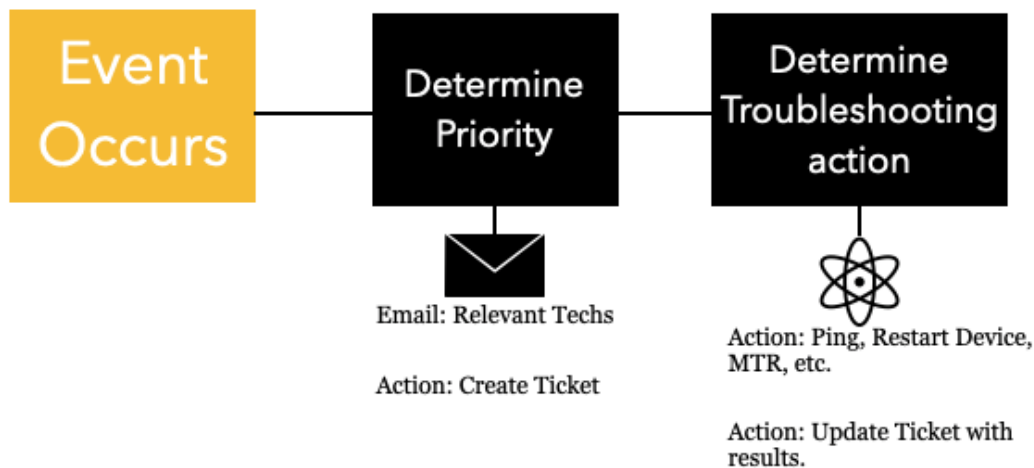 Event
Occurs
Determine
Priority
Determine
Troubleshooting
action
Email: Relevant Techs
Action: Create Ticket
Action: Ping, Restart Device,
MTR, etc.
Action: Update Ticket with
results.